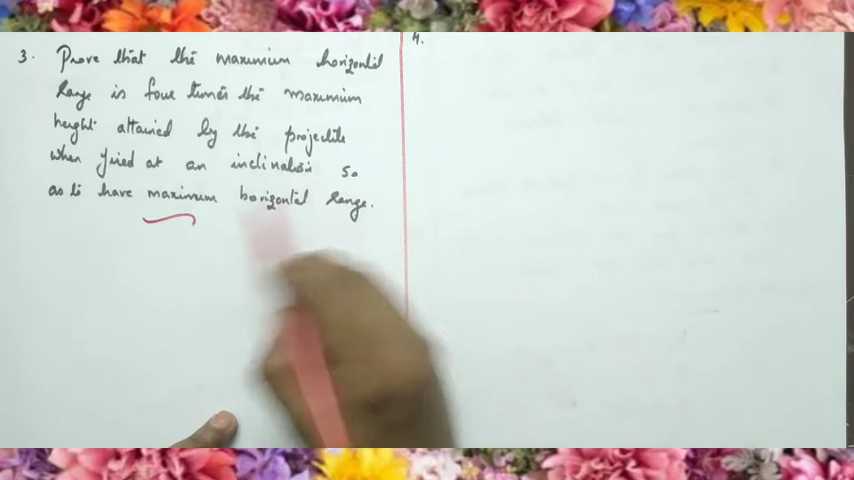 3. Prove that the maximum horizontal
Range is four times the maximum
height attained by the projectile
when fired at an inclination so
as to have maximum horizontal Range.
4.